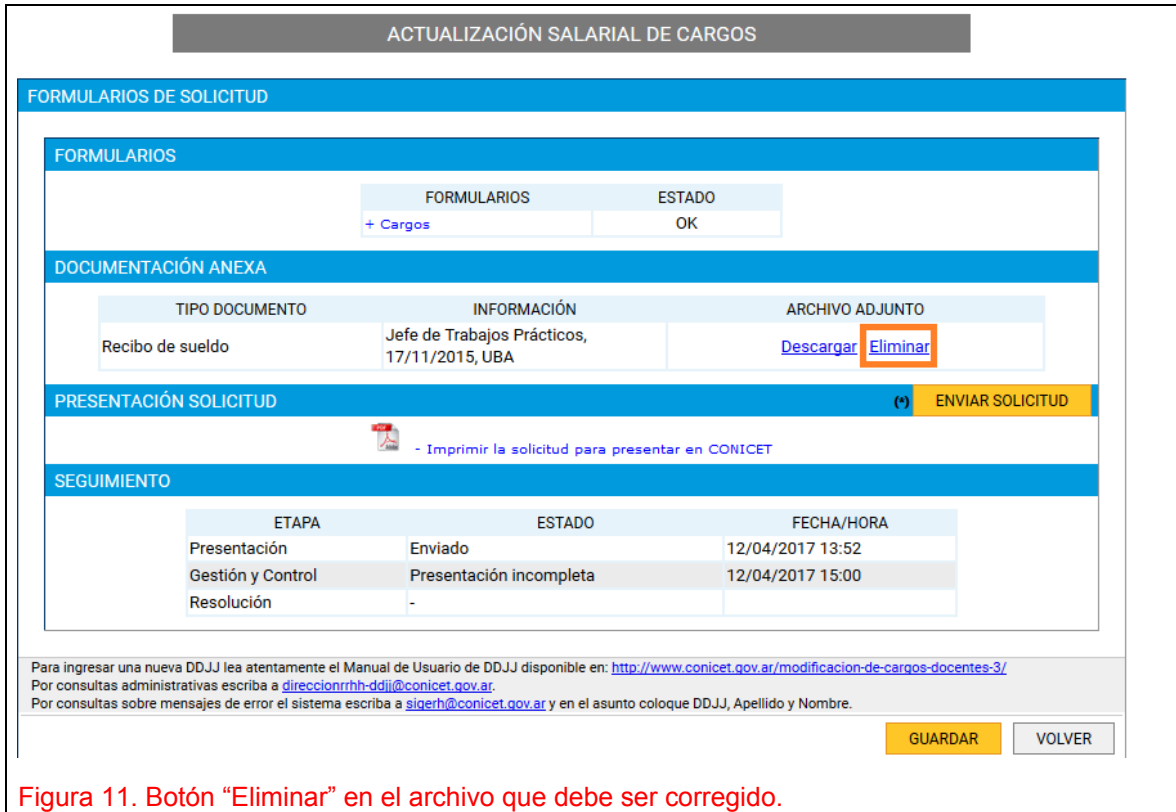 ACTUALIZACIÓN SALARIAL DE CARGOS
FORMULARIOS DE SOLICITUD
FORMULARIOS
FORMULARIOS ESTADO
+ Cargos OK
DOCUMENTACIÓN ANEXA
TIPO DOCUMENTO INFORMACIÓN ARCHIVO ADJUNTO
Recibo de sueldo Jefe de Trabajos Prácticos, Descargar Eliminar
17/11/2015, UBA
PRESENTACIÓN SOLICITUD (*) ENVIAR SOLICITUD
PDF
- Imprimir la solicitud para presentar en CONICET
SEGUIMIENTO
ETAPA ESTADO FECHA/HORA
Presentación Enviado 12/04/2017 13:52
Gestión y Control Presentación incompleta 12/04/2017 15:00
Resolución -
Para ingresar una nueva DDJJ lea atentamente el Manual de Usuario de DDJJ disponible en: http://www.conicet.gov.ar/modificacion-de-cargos-docentes-3/
Por consultas administrativas escriba a direccionrrhh-ddjj@conicet.gov.ar.
Por consultas sobre mensajes de error el sistema escriba a sigerh@conicet.gov.ar y en el asunto coloque DDJJ, Apellido y Nombre.
GUARDAR VOLVER
Figura 11. Botón “Eliminar” en el archivo que debe ser corregido.